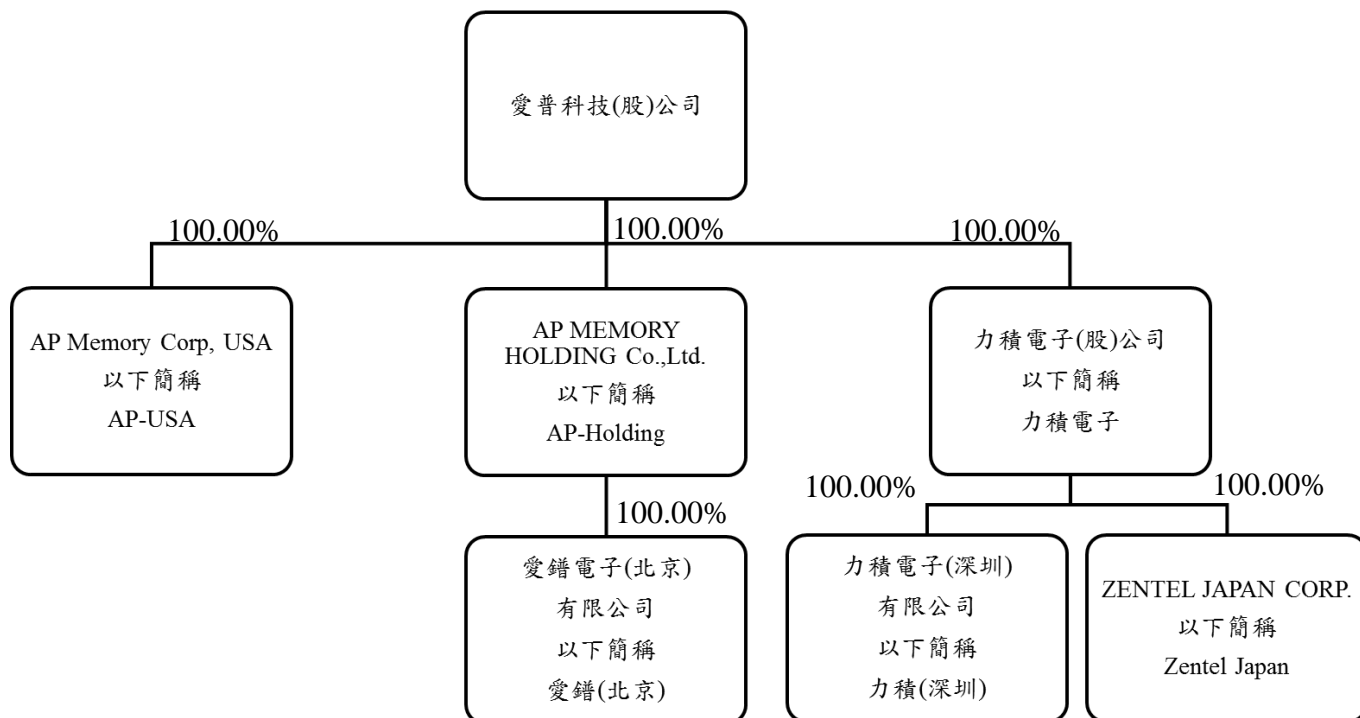 愛普科技(股)公司
100.00%
100.00%
100.00%
AP Memory Corp, USA
以下簡稱
AP-USA
AP MEMORY
HOLDING Co.,Ltd.
以下簡稱
AP-Holding
力積電子(股)公司
以下簡稱
力積電子
100.00%
100.00%
100.00%
愛鐠電子(北京)
有限公司
以下簡稱
愛鐠(北京)
力積電子(深圳)
有限公司
以下簡稱
力積(深圳)
ZENTEL JAPAN CORP.
以下簡稱
Zentel Japan